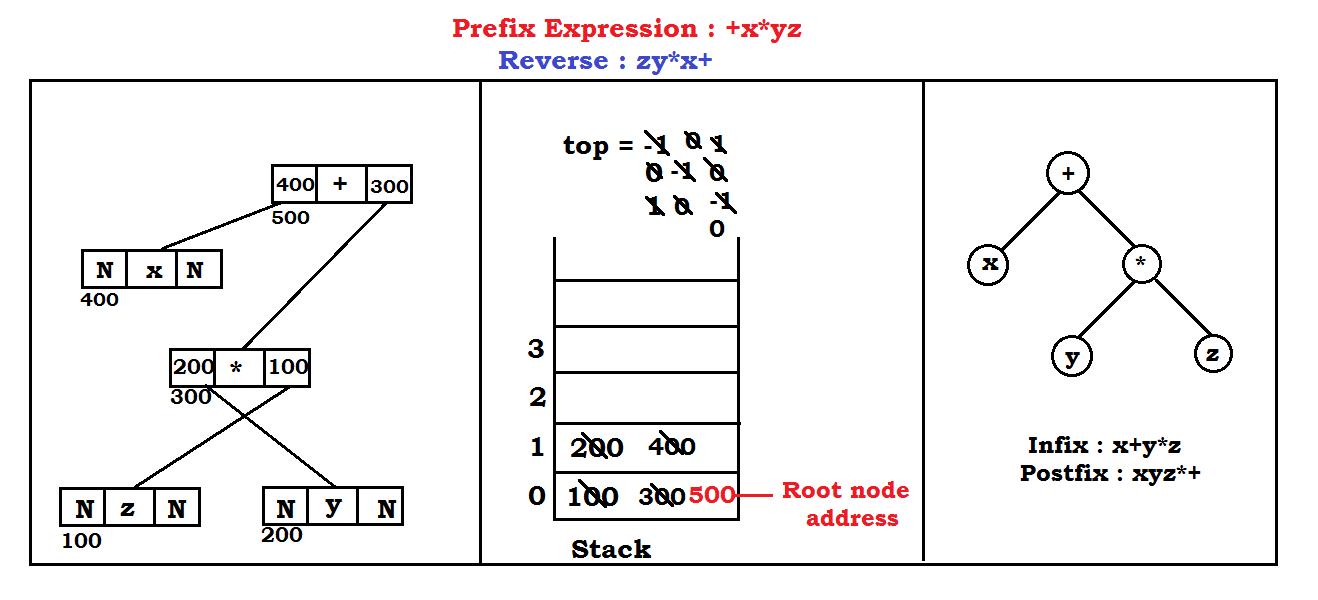 Prefix Expression : +x*yz
Reverse : zy*x+
400 + 300
500
N x N
400
200 * 100
300
N z N
100
N y N
200
top = -1 0 1
0 -1 0
1 0 -1
0
3
2
1 200 400
0 100 300 500
Root node
address
Stack
+
x
*
y
z
Infix : x+y*z
Postfix : xyz*+